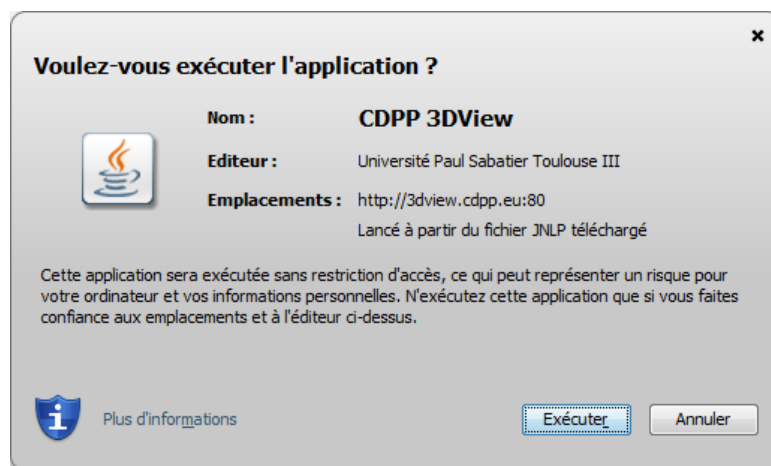 Voulez-vous exécuter l'application ?
Nom : CDPP 3DView
Editeur : Université Paul Sabatier Toulouse III
Emplacements : http://3dview.cdpp.eu:80
Lancé à partir du fichier JNLP téléchargé
Cette application sera exécutée sans restriction d'accès, ce qui peut représenter un risque pour
votre ordinateur et vos informations personnelles. N'exécutez cette application que si vous faites
confiance aux emplacements et à l'éditeur ci-dessus.
Plus d'informations
Exécuter Annuler